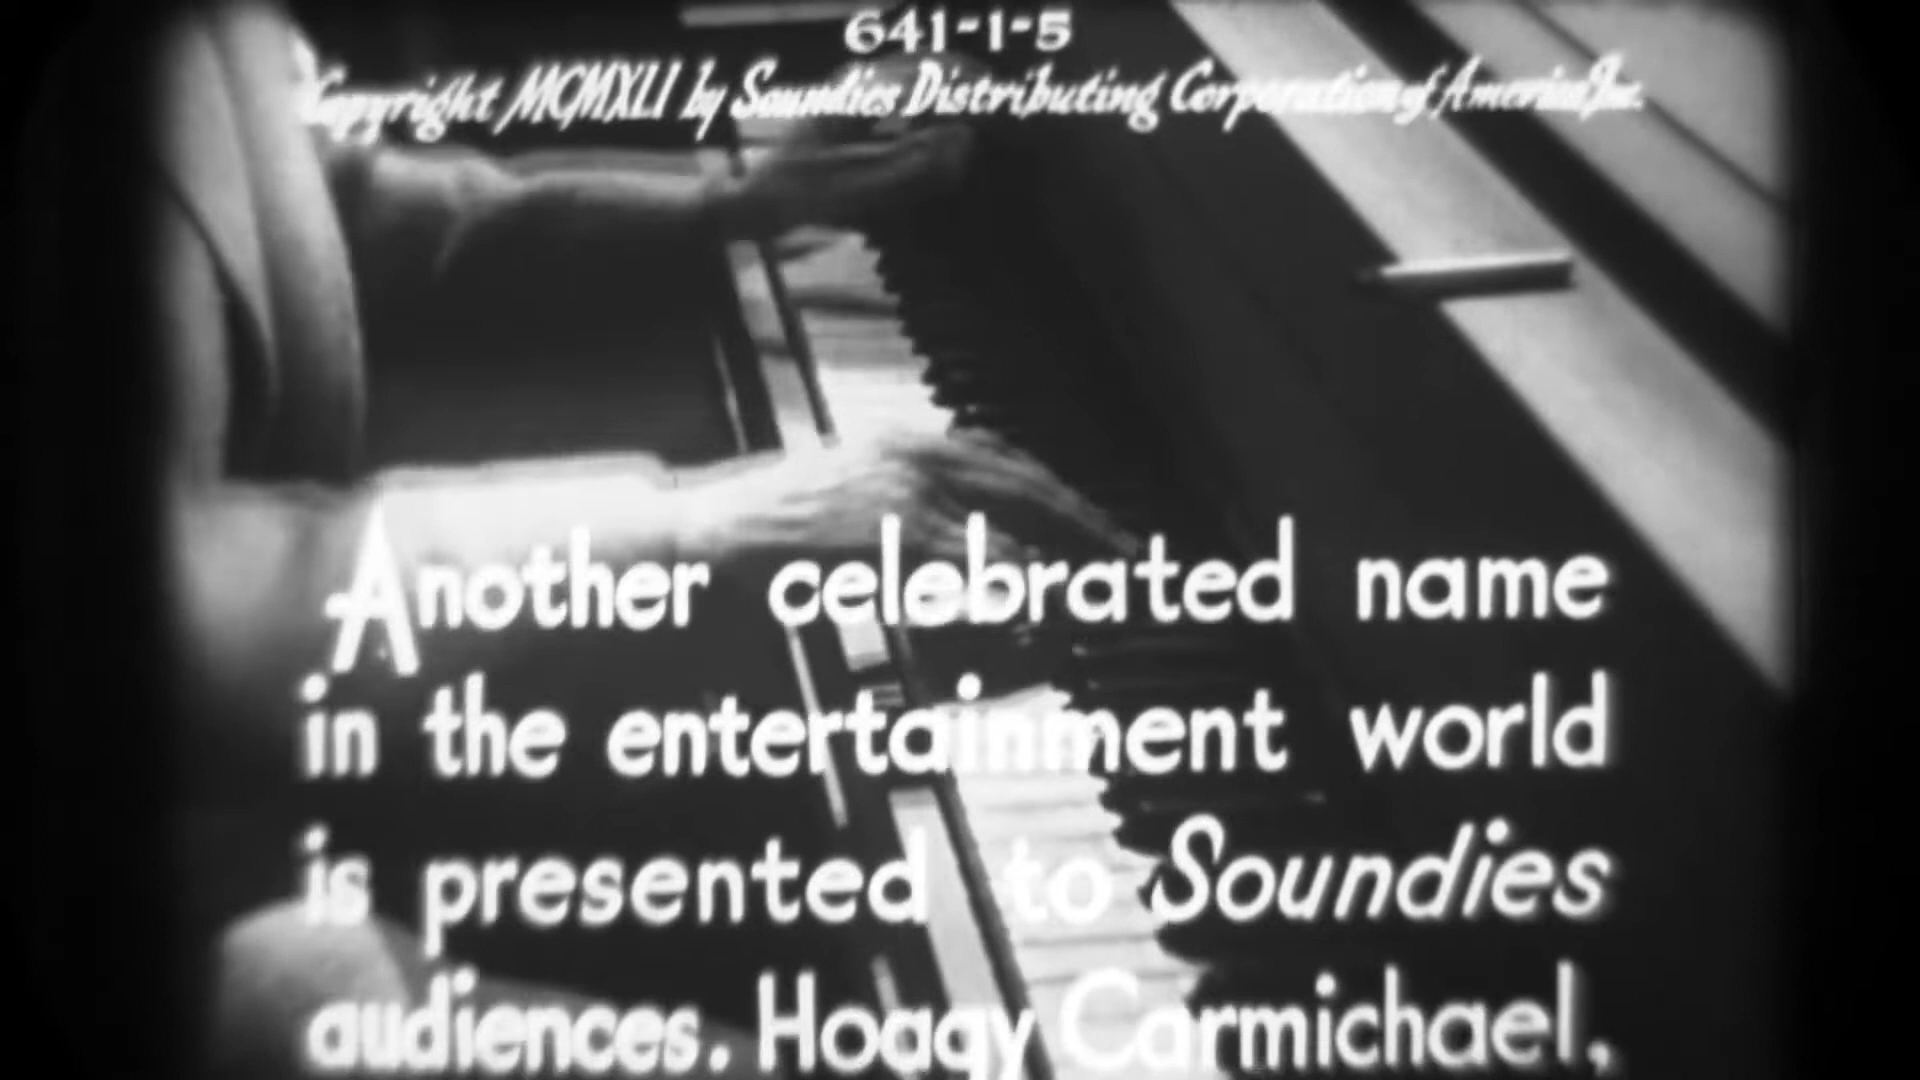 641-1-5
Copyright MCMXLI by Soundies Distributing Corporation of America Inc.
Another celebrated name
in the entertainment world
is presented to Soundies
audiences. Hoagy Carmichael,